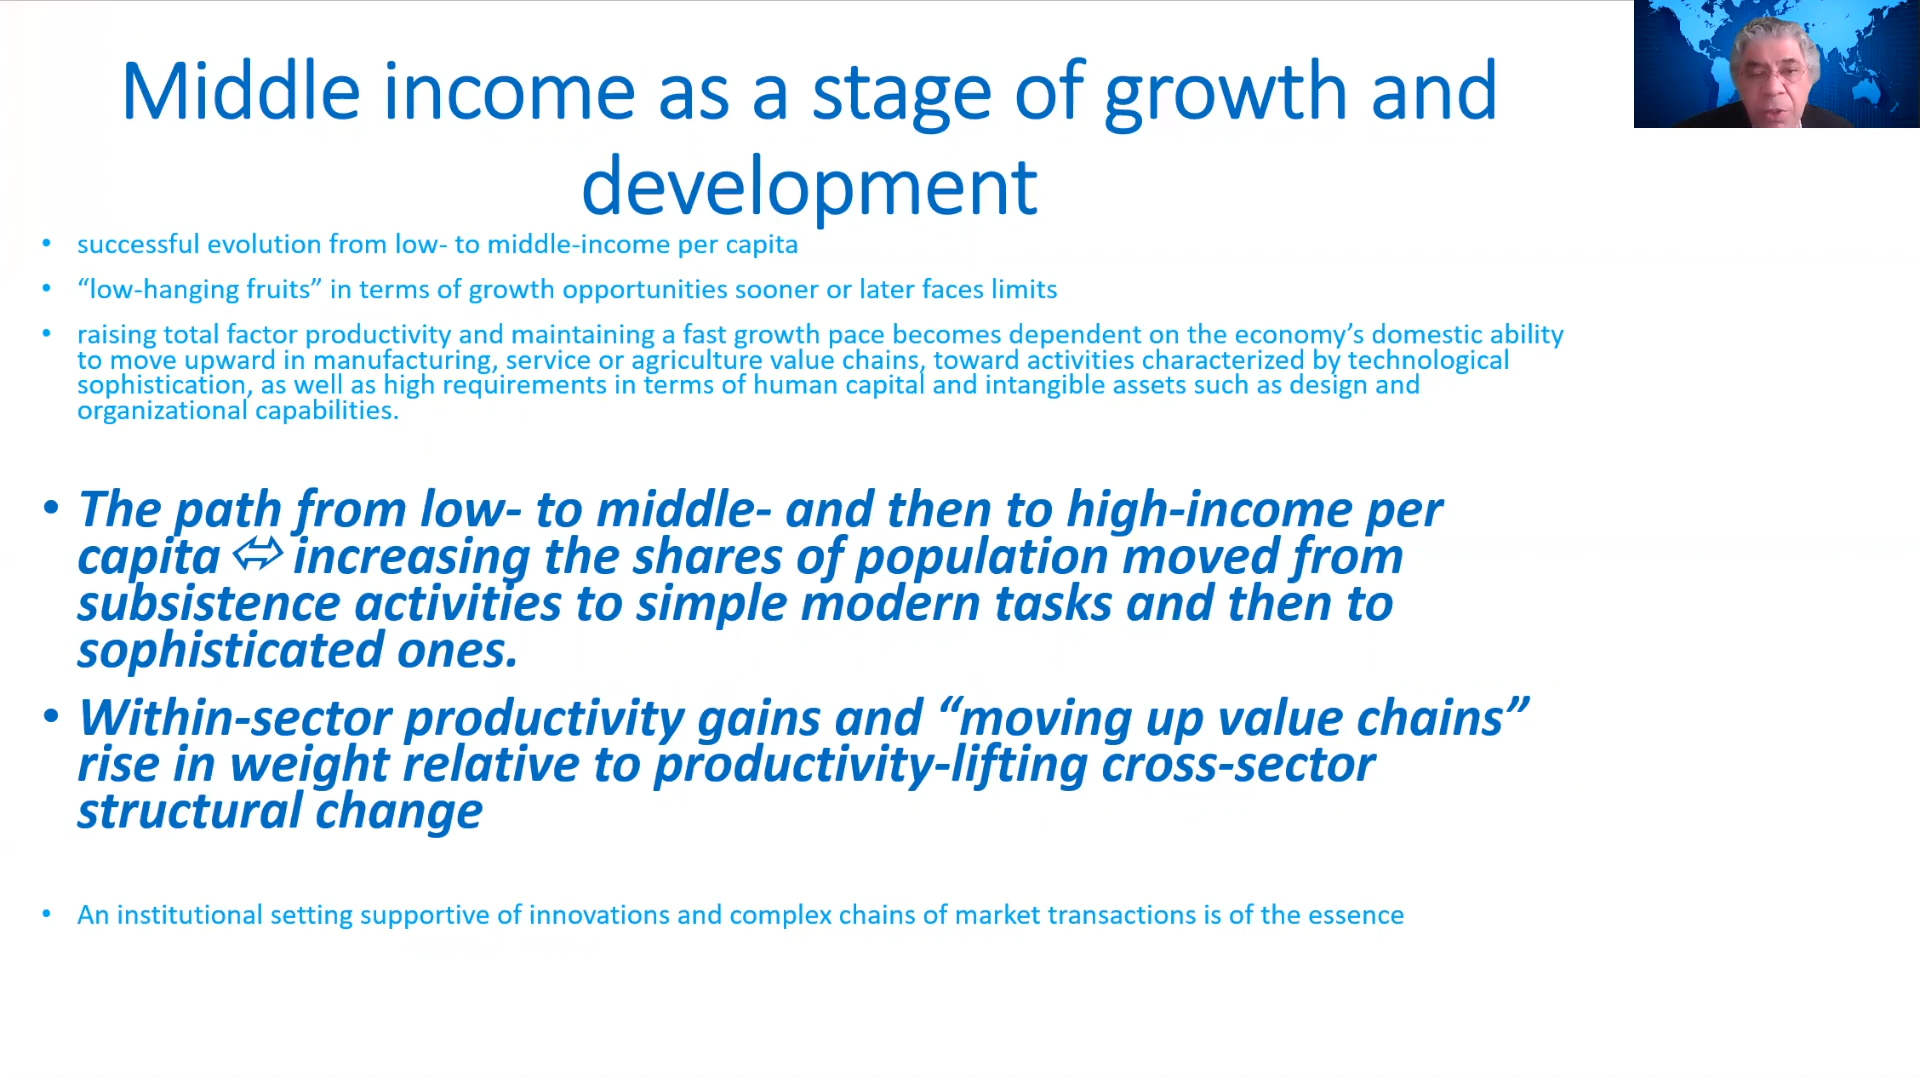 Middle income as a stage of growth and
development
• successful evolution from low- to middle-income per capita
• “low-hanging fruits” in terms of growth opportunities sooner or later faces limits
• raising total factor productivity and maintaining a fast growth pace becomes dependent on the economy’s domestic ability
to move upward in manufacturing, service or agriculture value chains, toward activities characterized by technological
sophistication, as well as high requirements in terms of human capital and intangible assets such as design and
organizational capabilities.
• The path from low- to middle- and then to high-income per
capita ⬄ increasing the shares of population moved from
subsistence activities to simple modern tasks and then to
sophisticated ones.
• Within-sector productivity gains and “moving up value chains”
rise in weight relative to productivity-lifting cross-sector
structural change
• An institutional setting supportive of innovations and complex chains of market transactions is of the essence